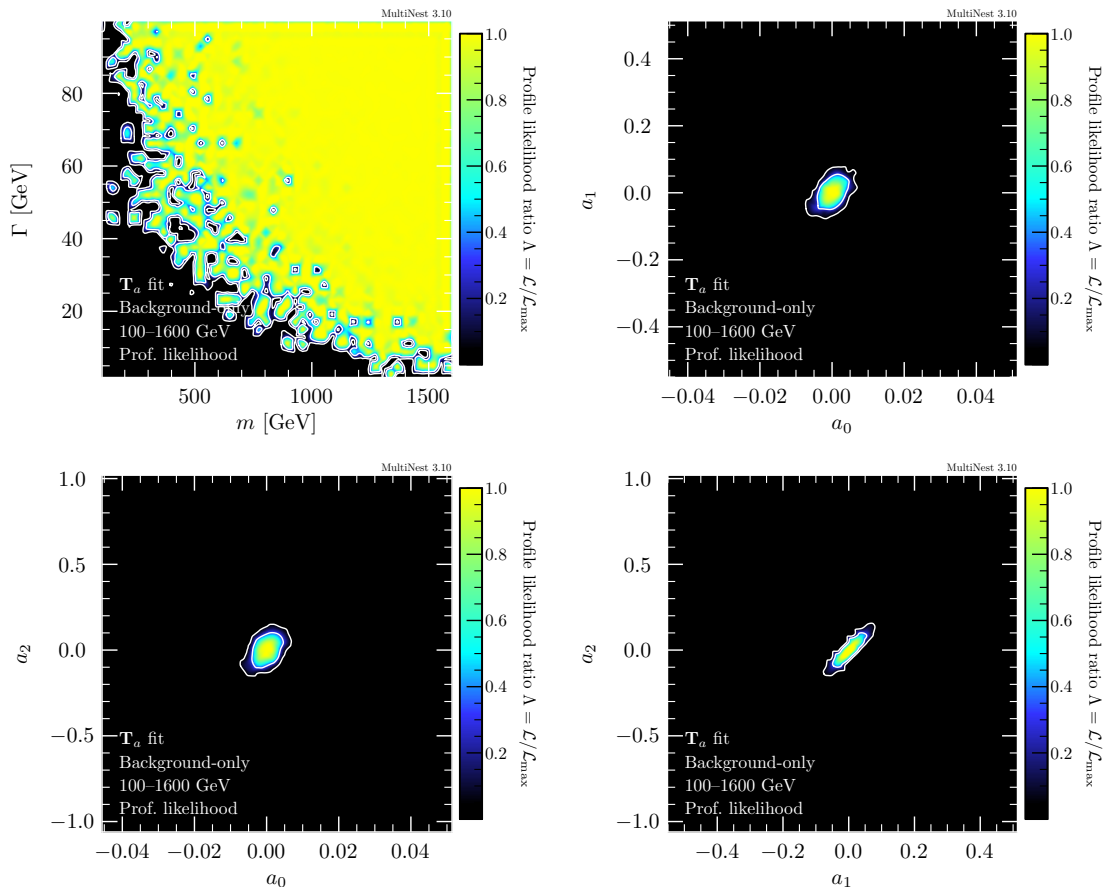 MultiNest 3.10
Γ [GeV]
80
60
40
20
500
1000
1500
m [GeV]
T_a fit
Background-only
100–1600 GeV
Prof. likelihood
1.0
0.8
0.6
0.4
0.2
Profile likelihood ratio Λ = ℒ/ℒ_max
MultiNest 3.10
a_1
0.4
0.2
0.0
−0.2
−0.4
−0.04
−0.02
0.00
0.02
0.04
a_0
T_a fit
Background-only
100–1600 GeV
Prof. likelihood
1.0
0.8
0.6
0.4
0.2
Profile likelihood ratio Λ = ℒ/ℒ_max
MultiNest 3.10
a_2
1.0
0.5
0.0
−0.5
−1.0
−0.04
−0.02
0.00
0.02
0.04
a_0
T_a fit
Background-only
100–1600 GeV
Prof. likelihood
1.0
0.8
0.6
0.4
0.2
Profile likelihood ratio Λ = ℒ/ℒ_max
MultiNest 3.10
a_2
1.0
0.5
0.0
−0.5
−1.0
−0.4
−0.2
0.0
0.2
0.4
a_1
T_a fit
Background-only
100–1600 GeV
Prof. likelihood
1.0
0.8
0.6
0.4
0.2
Profile likelihood ratio Λ = ℒ/ℒ_max